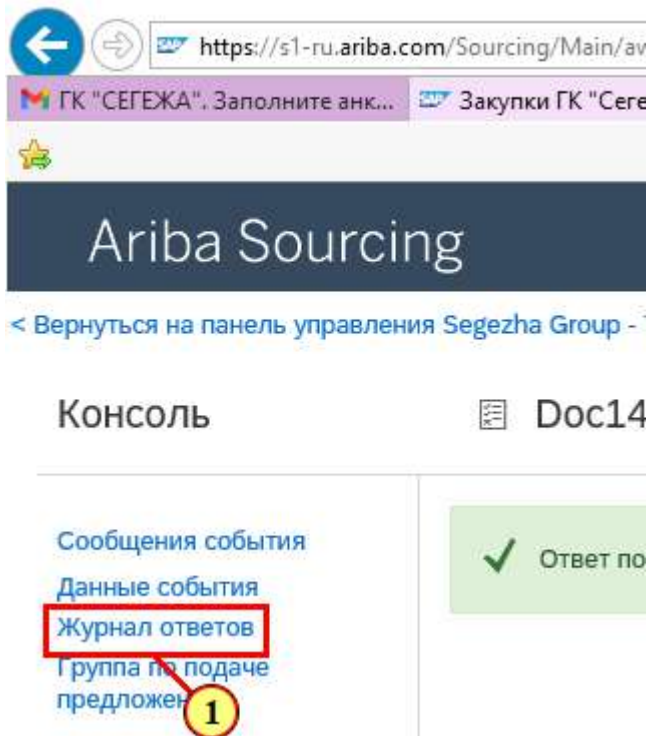 https://s1-ru.ariba.com/Sourcing/Main/aw
ГК "СЕГЕЖА". Заполните анк... Закупки ГК "Сеге
Ariba Sourcing
< Вернуться на панель управления Segezha Group -
Консоль Doc14
Сообщения события
Ответ по
Данные события
Журнал ответов
Группа по подаче
предложен
1